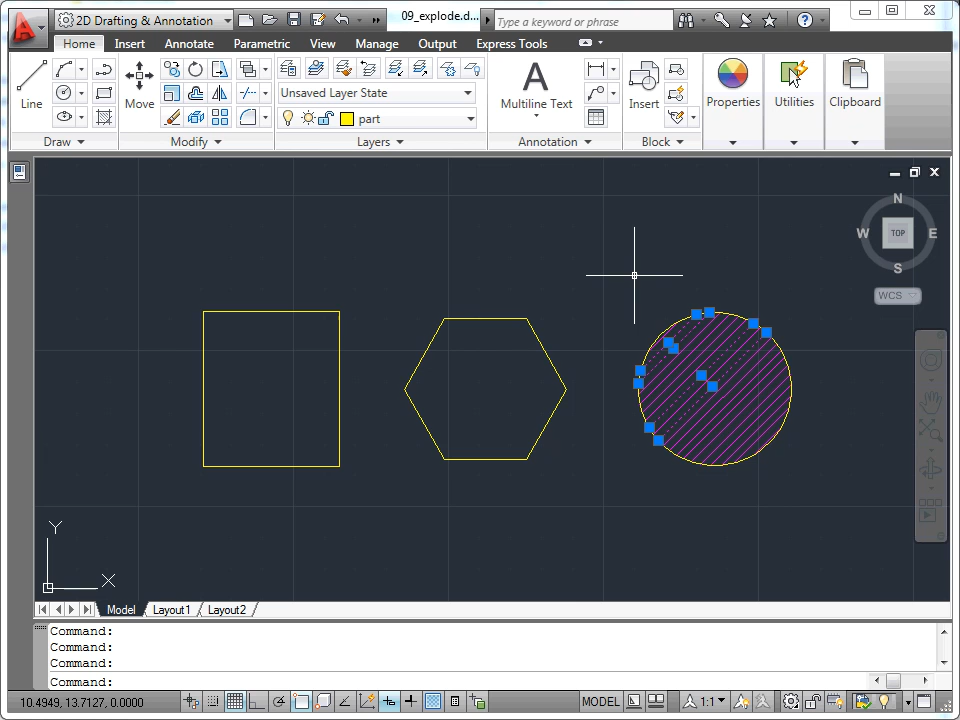 2D Drafting & Annotation
09_explode.d...
Type a keyword or phrase
Home Insert Annotate Parametric View Manage Output Express Tools
Line
Move
Unsaved Layer State
part
A
Multiline Text
Insert
Properties
Utilities
Clipboard
Draw
Modify
Layers
Annotation
Block
N
W
TOP
E
S
WCS
Y
X
Model Layout1 Layout2
Command:
Command:
Command:
Command:
10.4949, 13.7127, 0.0000
MODEL
1:1